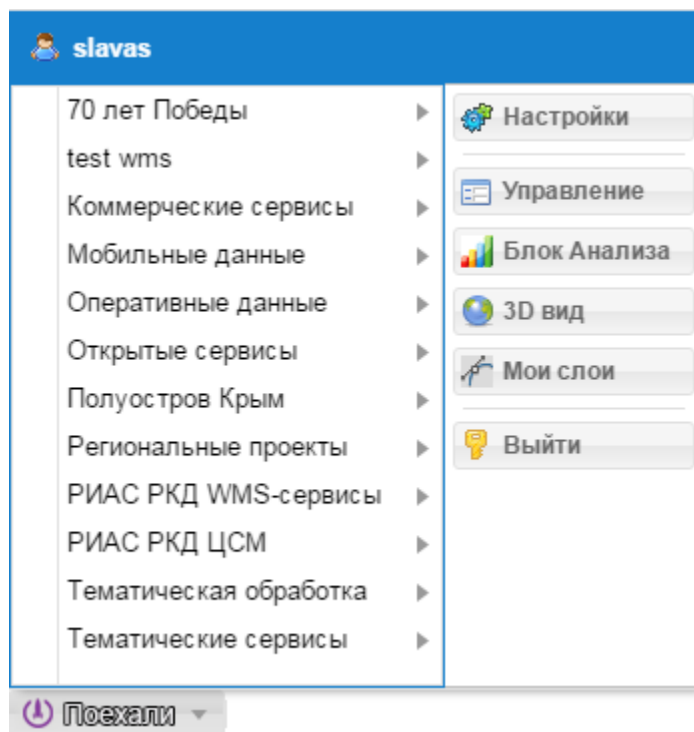 slavas
70 лет Победы
test wms
Коммерческие сервисы
Мобильные данные
Оперативные данные
Открытые сервисы
Полуостров Крым
Региональные проекты
РИАС РКД WMS-сервисы
РИАС РКД ЦСМ
Тематическая обработка
Тематические сервисы
Настройки
Управление
Блок Анализа
3D вид
Мои слои
Выйти
Поехали